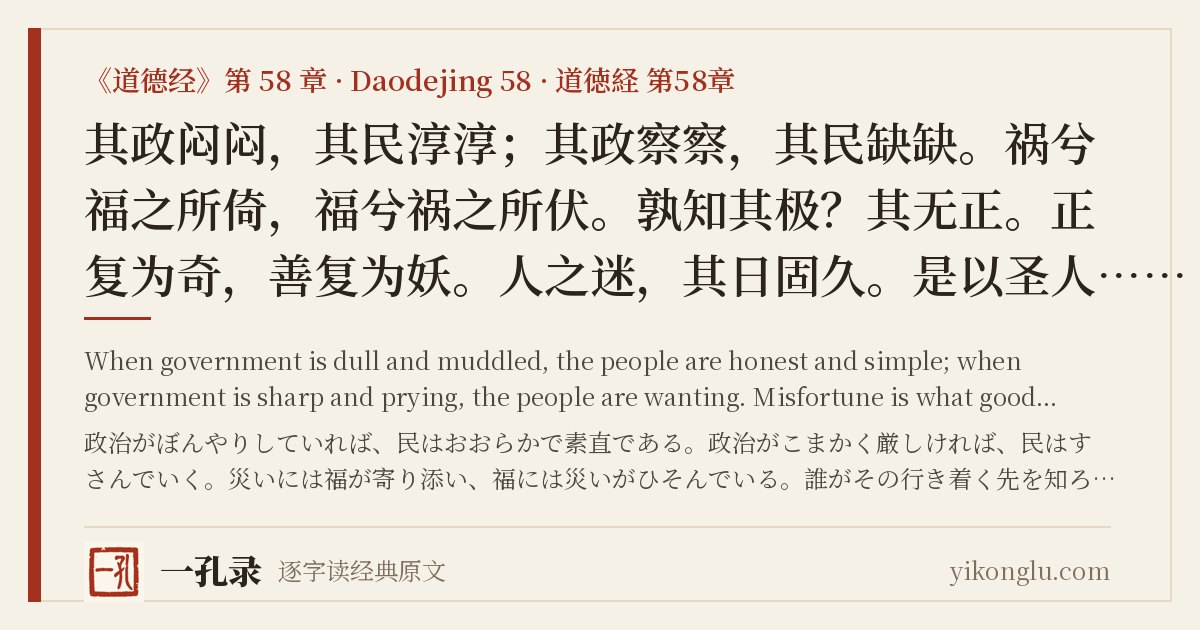 《道德经》第 58 章 · Daodejing 58 · 道徳経 第58章
其政闷闷，其民淳淳；其政察察，其民缺缺。祸兮
福之所倚，福兮祸之所伏。孰知其极？其无正。正
复为奇，善复为妖。人之迷，其日固久。是以圣人……
When government is dull and muddled, the people are honest and simple; when
government is sharp and prying, the people are wanting. Misfortune is what good...
政治がぼんやりしていれば、民はおおらかで素直である。政治がこまかく厳しければ、民はす
さんでいく。災いには福が寄り添い、福には災いがひそんでいる。誰がその行き着く先を知ろ…
一孔
一孔录 逐字读经典原文
yikonglu.com